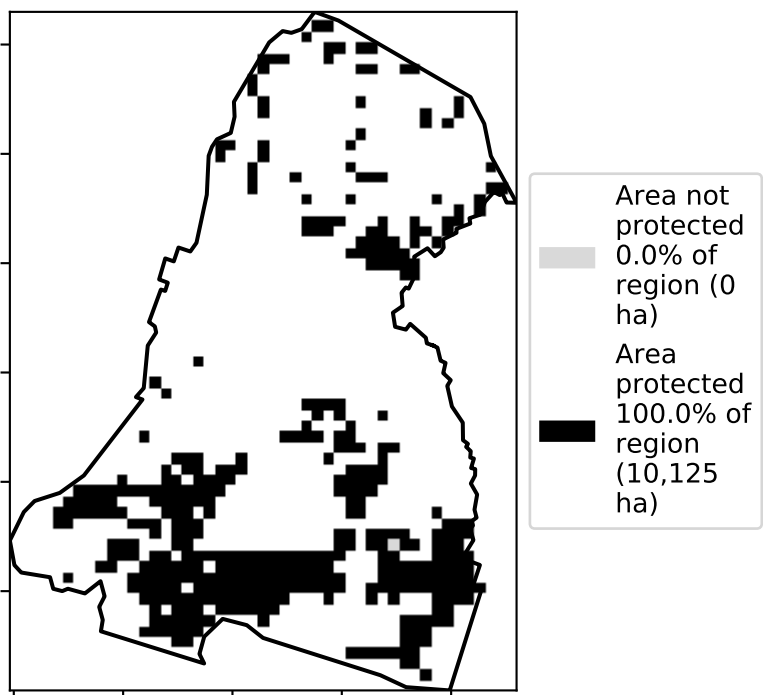 Area not
protected
0.0% of
region (0
ha)
Area
protected
100.0% of
region
(10,125
ha)